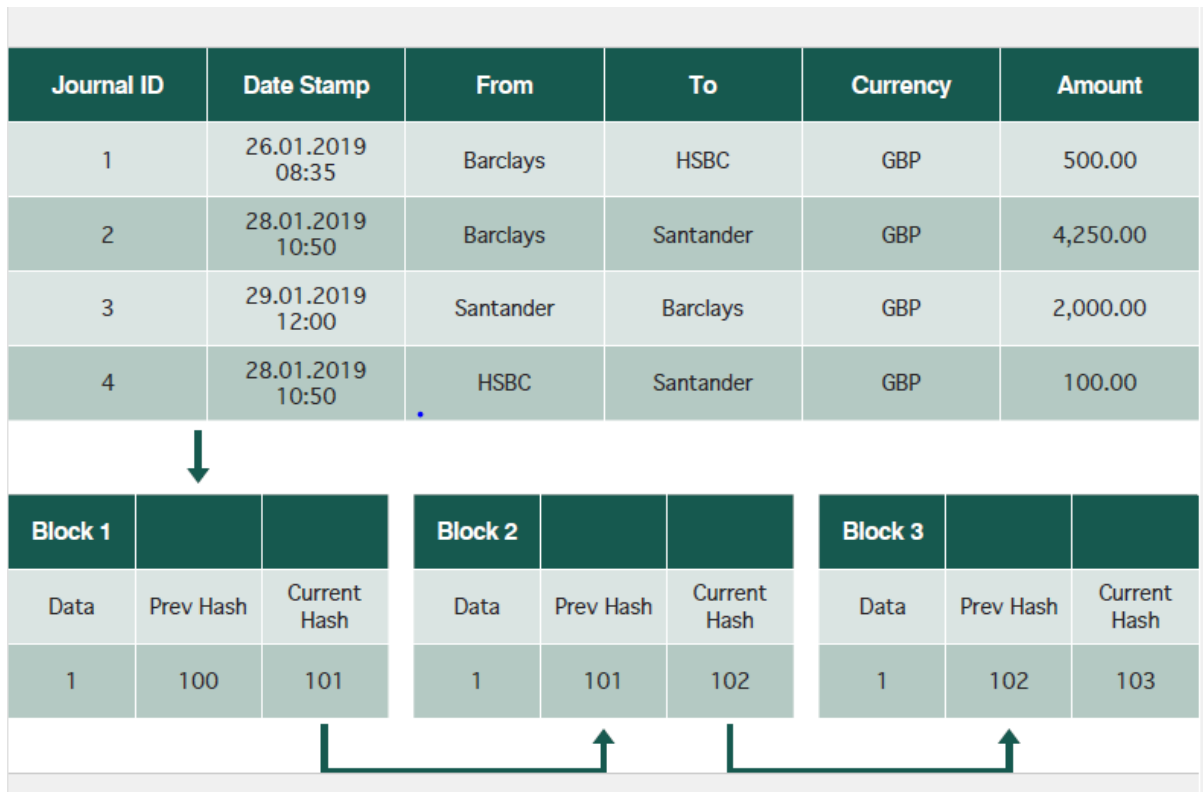 Journal ID Date Stamp From To Currency Amount
1 26.01.2019 08:35 Barclays HSBC GBP 500.00
2 28.01.2019 10:50 Barclays Santander GBP 4,250.00
3 29.01.2019 12:00 Santander Barclays GBP 2,000.00
4 28.01.2019 10:50 HSBC Santander GBP 100.00
Block 1 Block 2 Block 3
Data Prev Hash Current Hash Data Prev Hash Current Hash Data Prev Hash Current Hash
1 100 101 1 101 102 1 102 103